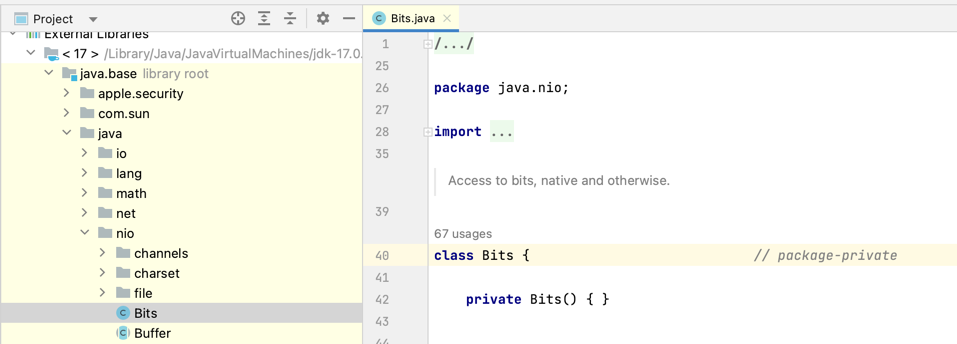 Project
External Libraries
< 17 > /Library/Java/JavaVirtualMachines/jdk-17.0.
java.base library root
apple.security
com.sun
java
io
lang
math
net
nio
channels
charset
file
C Bits
C Buffer
C Bits.java
1 /.../
25
26 package java.nio;
27
28 import ...
35
Access to bits, native and otherwise.
39
67 usages
40 class Bits { // package-private
41
42 private Bits() { }
43
44